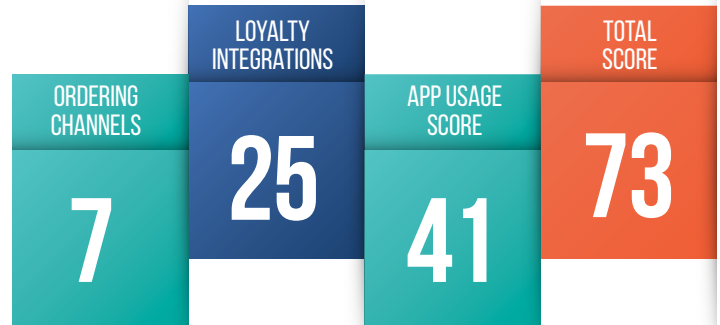 ORDERING
CHANNELS
7
LOYALTY
INTEGRATIONS
25
APP USAGE
SCORE
41
TOTAL
SCORE
73